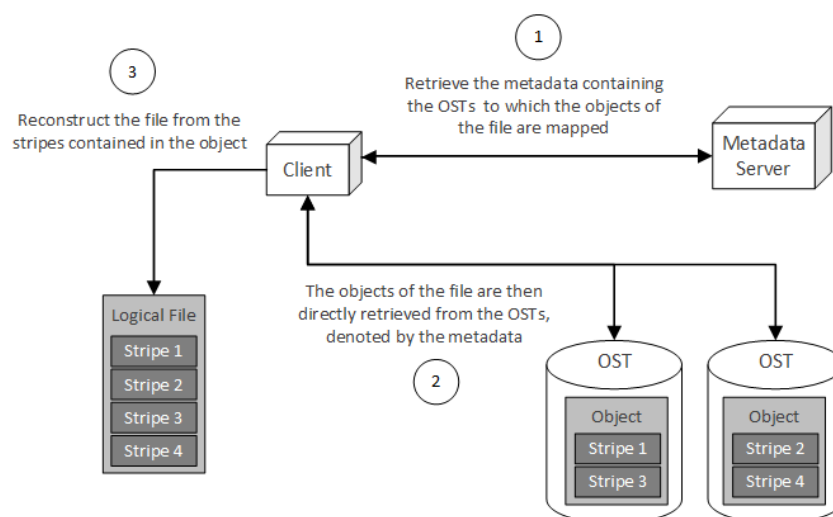 1
Retrieve the metadata containing
the OSTs to which the objects of
the file are mapped
3
Reconstruct the file from the
stripes contained in the object
Client
Metadata
Server
The objects of the file are then
directly retrieved from the OSTs,
denoted by the metadata
2
Logical File
Stripe 1
Stripe 2
Stripe 3
Stripe 4
OST
Object
Stripe 1
Stripe 3
OST
Object
Stripe 2
Stripe 4